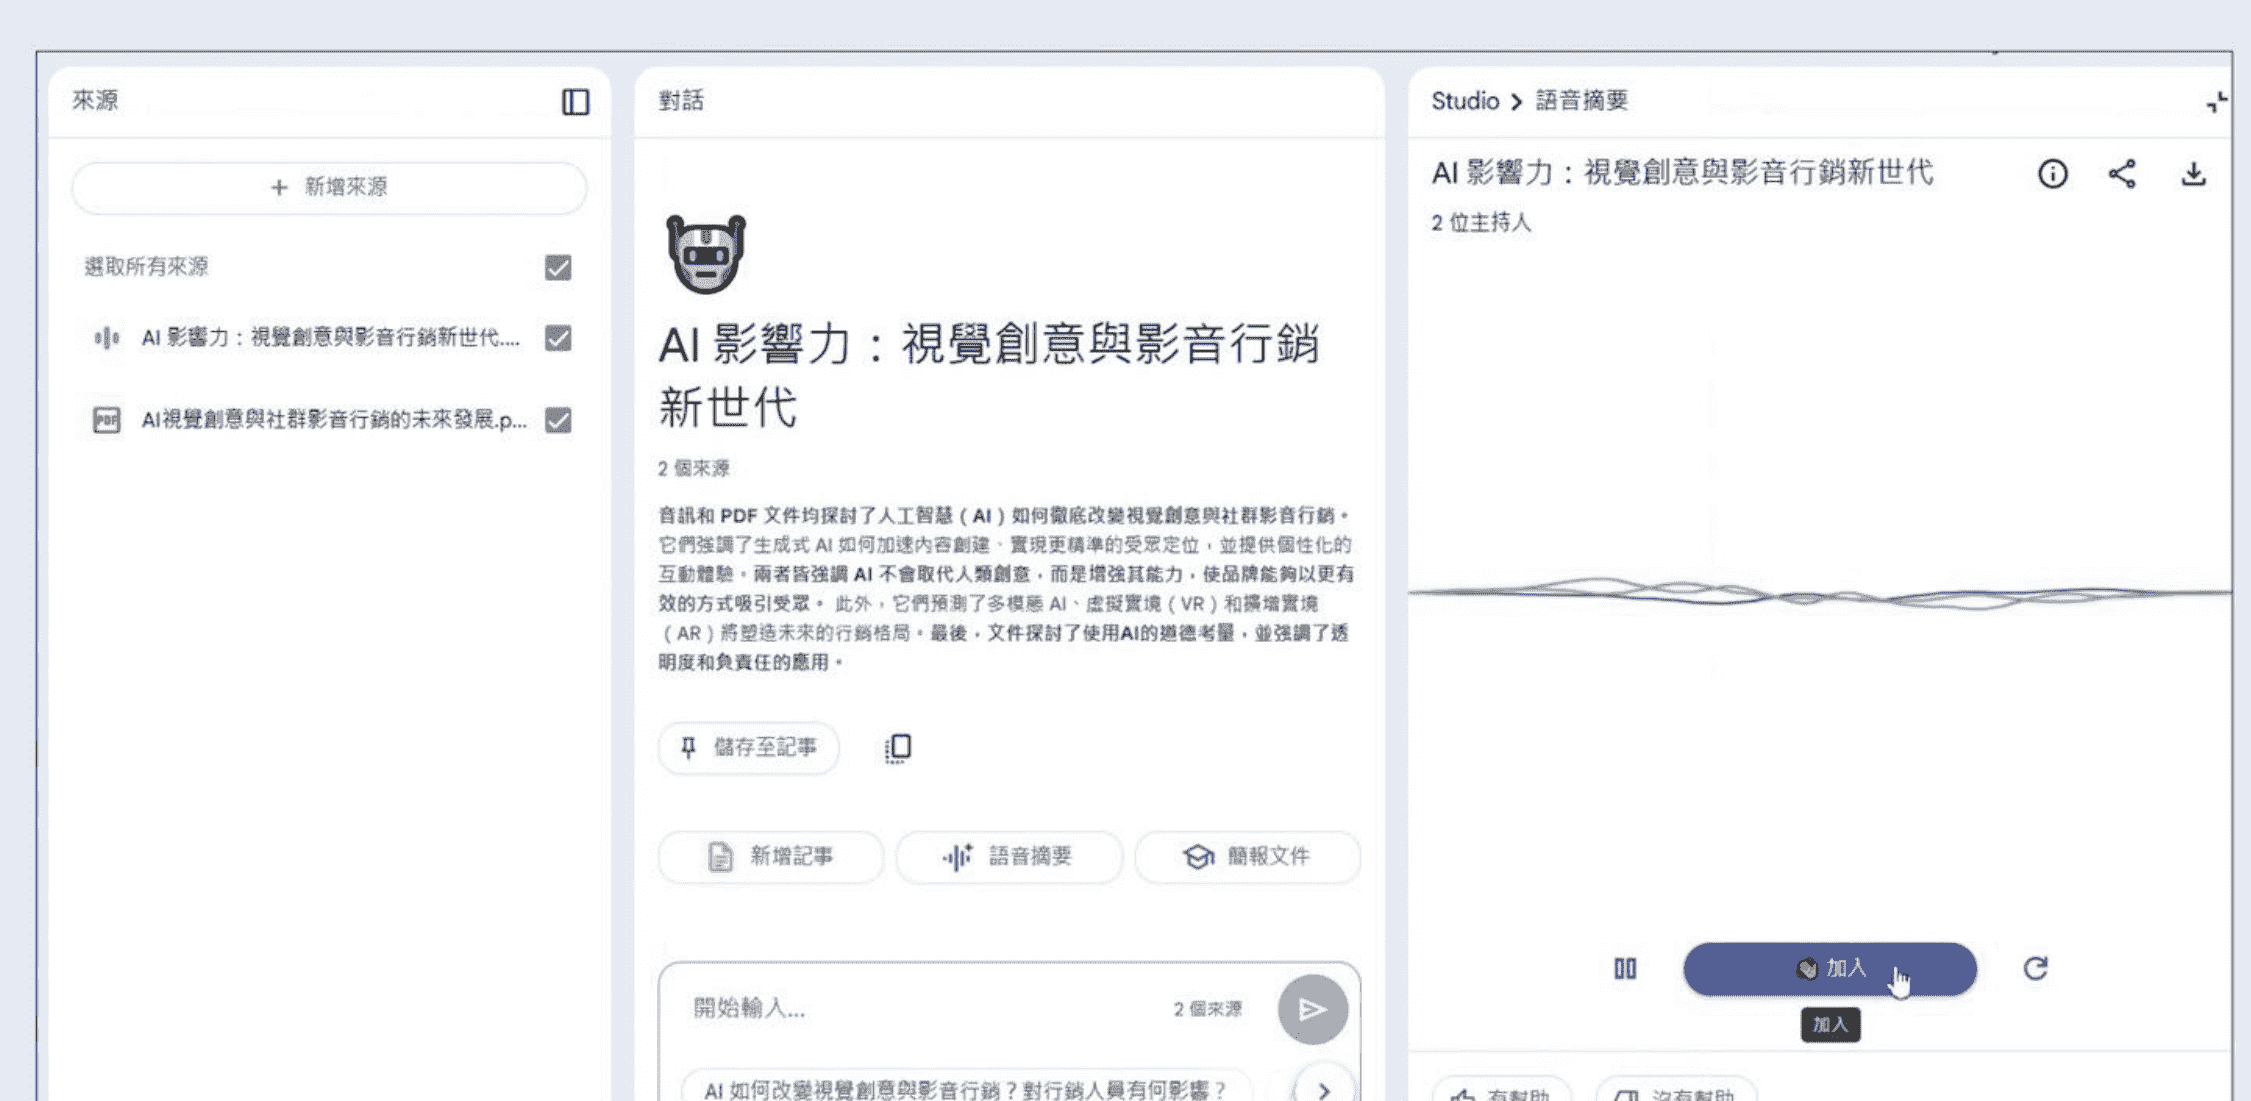 來源
新增來源
選取所有來源
AI 影響力：視覺創意與影音行銷新世代....
PDF
AI視覺創意與社群影音行銷的未來發展.p...
對話
AI 影響力：視覺創意與影音行銷
新世代
2 個來源
音訊和 PDF 文件均探討了人工智慧（AI）如何徹底改變視覺創意與社群影音行銷。
它們強調了生成式 AI 如何加速內容創建、實現更精準的受眾定位，並提供個性化的
互動體驗。兩者皆強調 AI 不會取代人類創意，而是增強其能力，使品牌能夠以更有
效的方式吸引受眾。 此外，它們預測了多模態 AI、虛擬實境（VR）和擴增實境
（AR）將塑造未來的行銷格局。最後，文件探討了使用AI的道德考量，並強調了透
明度和負責任的應用。
儲存至記事
新增記事
語音摘要
簡報文件
開始輸入...
2 個來源
AI 如何改變視覺創意與影音行銷？對行銷人員有何影響？
Studio > 語音摘要
AI 影響力：視覺創意與影音行銷新世代
2 位主持人
加入
加入
有幫助
沒有幫助